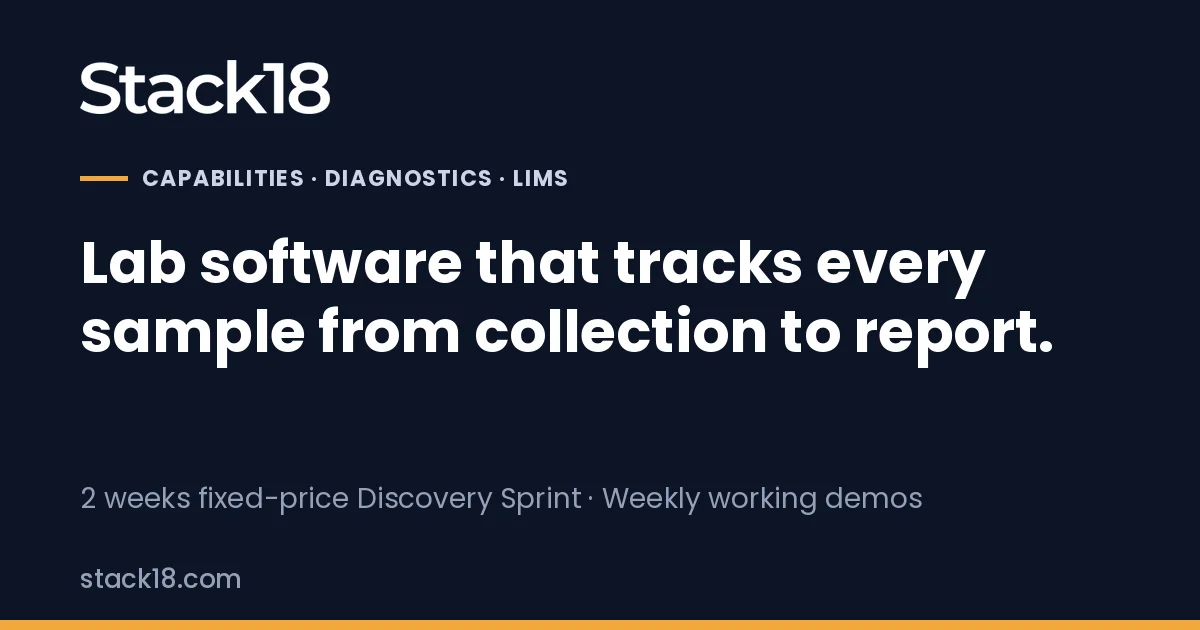 Stack18
CAPABILITIES · DIAGNOSTICS · LIMS
Lab software that tracks every
sample from collection to report.
2 weeks fixed-price Discovery Sprint · Weekly working demos
stack18.com